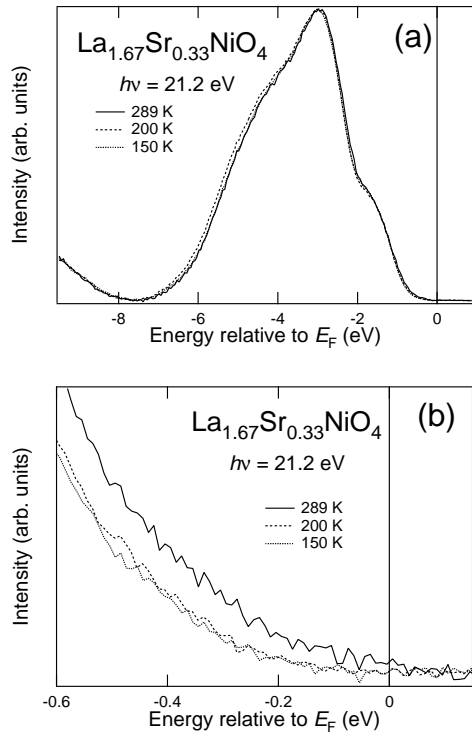 (a)
La₁.₆₇Sr₀.₃₃NiO₄
hν = 21.2 eV
289 K
200 K
150 K
Intensity (arb. units)
-8 -6 -4 -2 0
Energy relative to E_F (eV)
(b)
La₁.₆₇Sr₀.₃₃NiO₄
hν = 21.2 eV
289 K
200 K
150 K
Intensity (arb. units)
-0.6 -0.4 -0.2 0
Energy relative to E_F (eV)